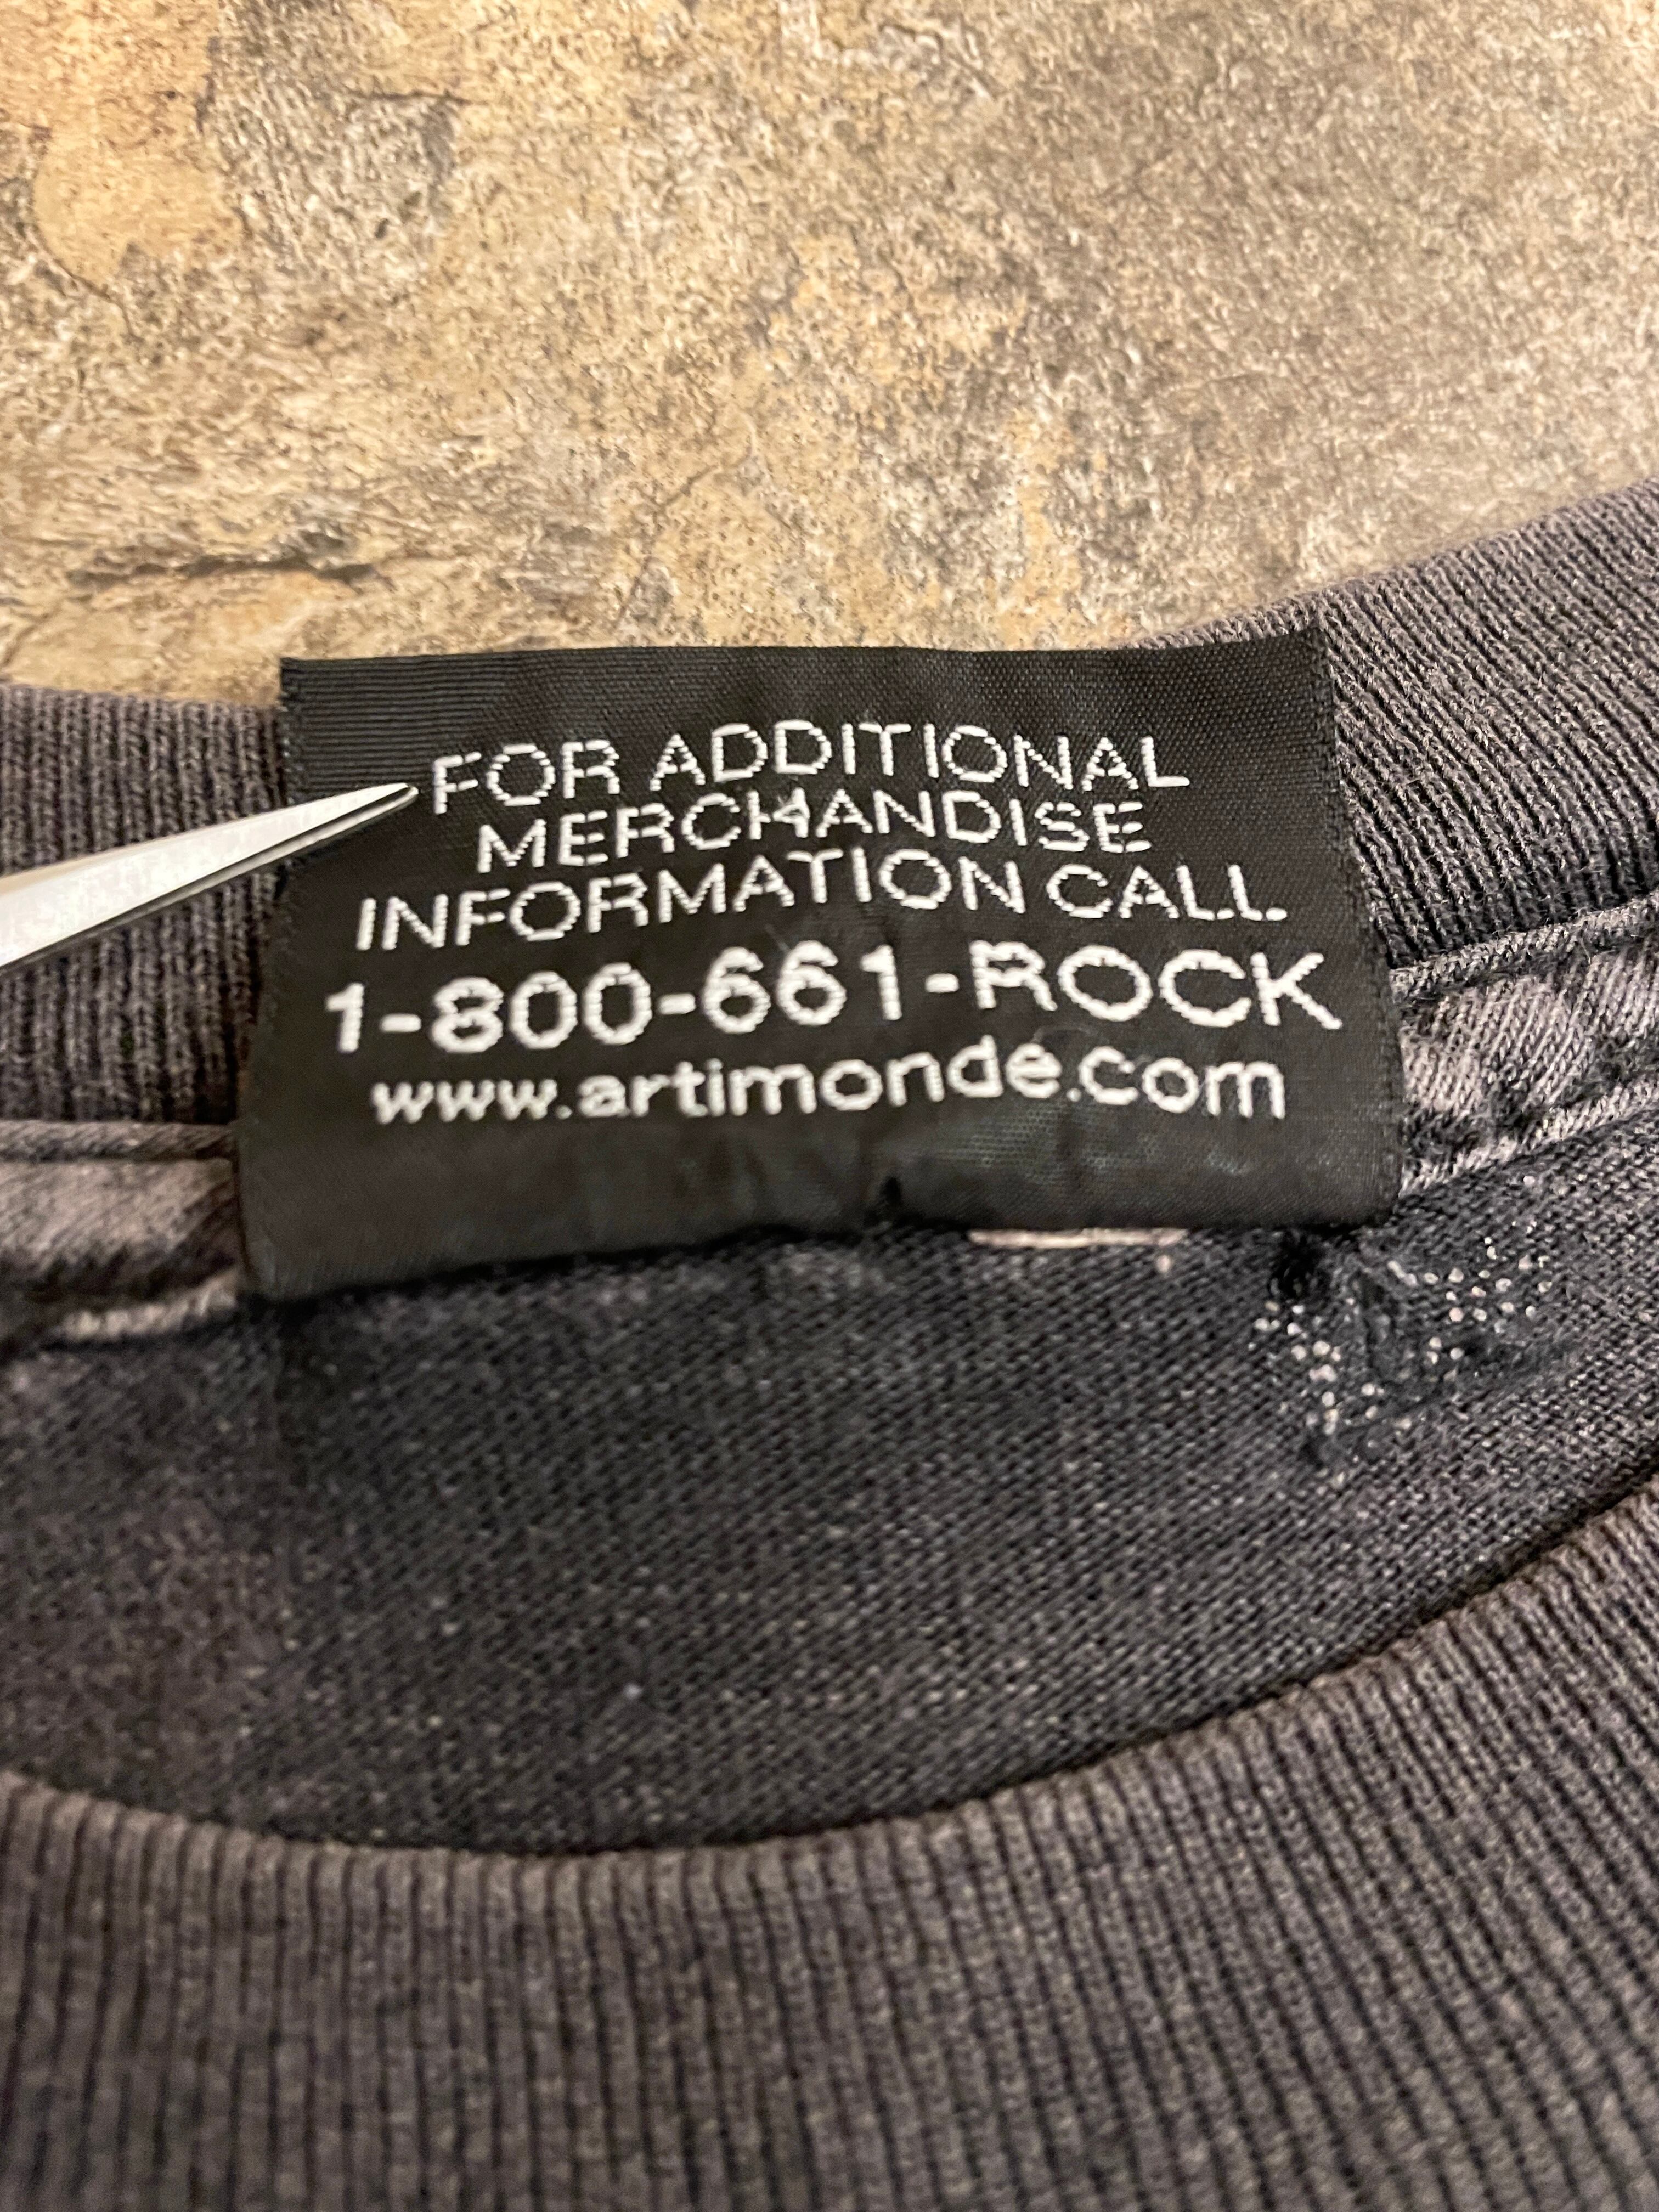 FOR ADDITIONAL
MERCHANDISE
INFORMATION CALL
1-800-661-ROCK
www.artimonde.com